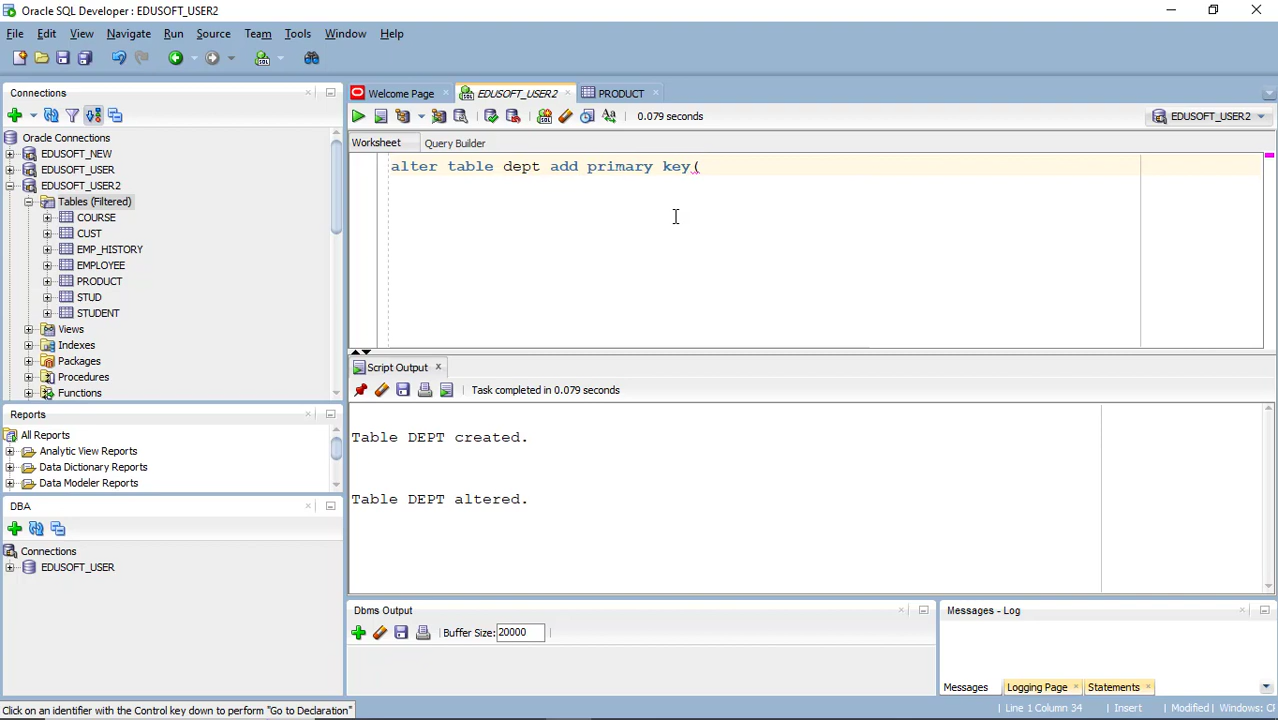 Oracle SQL Developer : EDUSOFT_USER2
File Edit View Navigate Run Source Team Tools Window Help
Connections
Oracle Connections
EDUSOFT_NEW
EDUSOFT_USER
EDUSOFT_USER2
Tables (Filtered)
COURSE
CUST
EMP_HISTORY
EMPLOYEE
PRODUCT
STUD
STUDENT
Views
Indexes
Packages
Procedures
Functions
Reports
All Reports
Analytic View Reports
Data Dictionary Reports
Data Modeler Reports
DBA
Connections
EDUSOFT_USER
Welcome Page EDUSOFT_USER2 PRODUCT
0.079 seconds EDUSOFT_USER2
Worksheet Query Builder
alter table dept add primary key(
Script Output
Task completed in 0.079 seconds
Table DEPT created.
Table DEPT altered.
Dbms Output
Buffer Size: 20000
Messages - Log
Messages Logging Page Statements
Click on an identifier with the Control key down to perform "Go to Declaration" Line 1 Column 34 Insert Modified Windows: